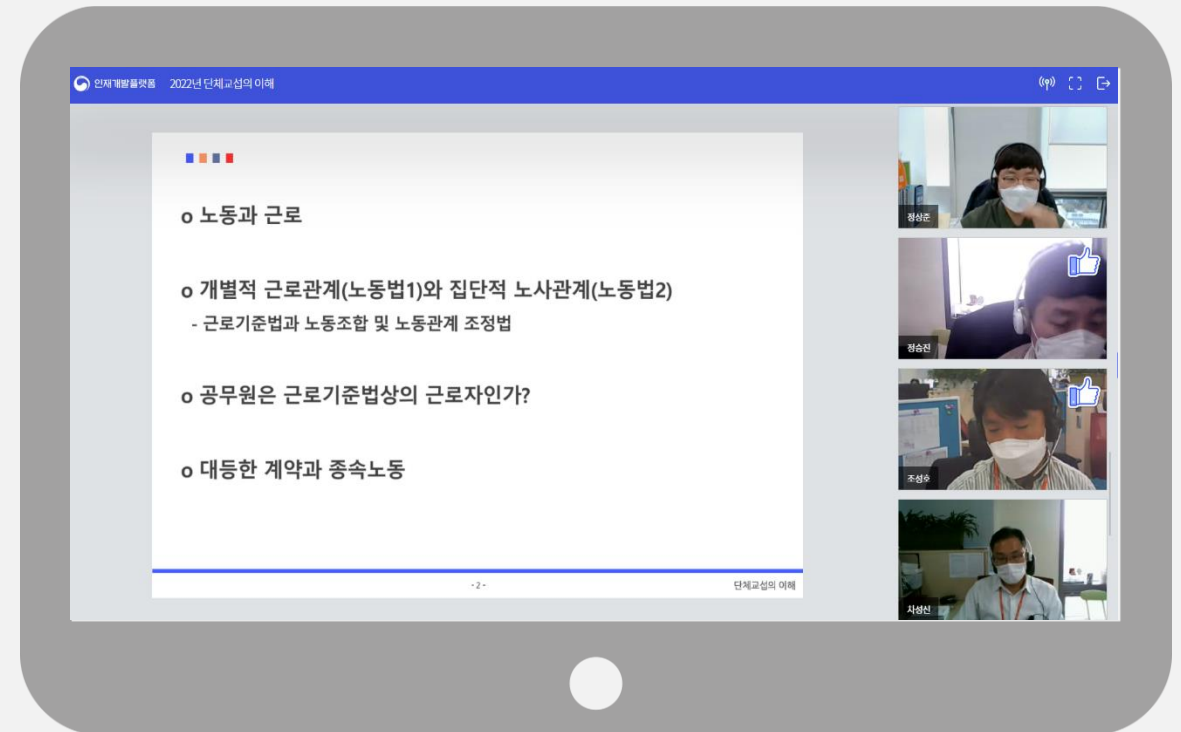 인재개발플랫폼 2022년 단체교섭의 이해
o 노동과 근로
o 개별적 근로관계(노동법1)와 집단적 노사관계(노동법2)
- 근로기준법과 노동조합 및 노동관계 조정법
o 공무원은 근로기준법상의 근로자인가?
o 대등한 계약과 종속노동
- 2 -
단체교섭의 이해
정상준
정승진
조성호
차성신